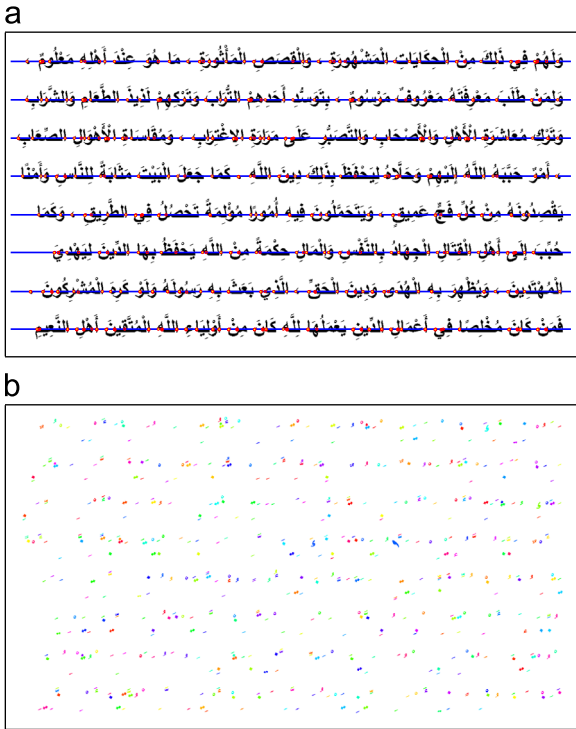 a
وَلَهُمْ فِي ذَلِكَ مِنْ الْحِكَايَاتِ الْمَشْهُورَةِ ، وَالْقِصَصِ الْمَأْثُورَةِ ، مَا هُوَ عِنْدَ أَهْلِهِ مَعْلُومٌ ،
وَلِمَنْ طَلَبَ مَعْرِفَتَهُ مَعْرُوفٌ مَرْسُومٌ ، بِتَوَسُّدِ أَحَدِهِمِ التُّرَابَ وَتَرْكِهِمْ لَذِيذَ الطَّعَامِ وَالشَّرَابِ،
وَتَرْكِ مُعَاشَرَةِ الْأَهْلِ وَالْأَصْحَابِ وَالتَّصَبُّرِ عَلَى مَرَارَةِ الِاغْتِرَابِ ، وَمُقَاسَاةِ الْأَهْوَالِ الصِّعَابِ،
، أَمْرٌ حَبَّبَهُ اللَّهُ إلَيْهِمْ وَحَلَّاهُ لِيَحْفَظَ بِذَلِكَ دِينَ اللَّهِ . كَمَا جَعَلَ الْبَيْتَ مَثَابَةً لِلنَّاسِ وَأَمْنًا
يَقْصِدُونَهُ مِنْ كُلِّ فَجٍّ عَمِيقٍ ، وَيَتَحَمَّلُونَ فِيهِ أُمُورًا مُؤْلِمَةً تَحْصُلُ فِي الطَّرِيقِ ، وَكَمَا
حُبِّبَ إلَى أَهْلِ الْقِتَالِ الْجِهَادُ بِالنَّفْسِ وَالْمَالِ حِكْمَةً مِنْ اللَّهِ يَحْفَظُ بِهَا الدِّينَ لِيَهْدِيَ
الْمُهْتَدِينَ ، وَيُظْهِرَ بِهِ الْهُدَى وَدِينَ الْحَقِّ ، الَّذِي بَعَثَ بِهِ رَسُولَهُ وَلَوْ كَرِهَ الْمُشْرِكُونَ .
فَمَنْ كَانَ مُخْلِصًا فِي أَعْمَالِ الدِّينِ يَعْمَلُهَا لِلَّهِ كَانَ مِنْ أَوْلِيَاءِ اللَّهِ الْمُتَّقِينَ أَهْلِ النَّعِيمِ
b